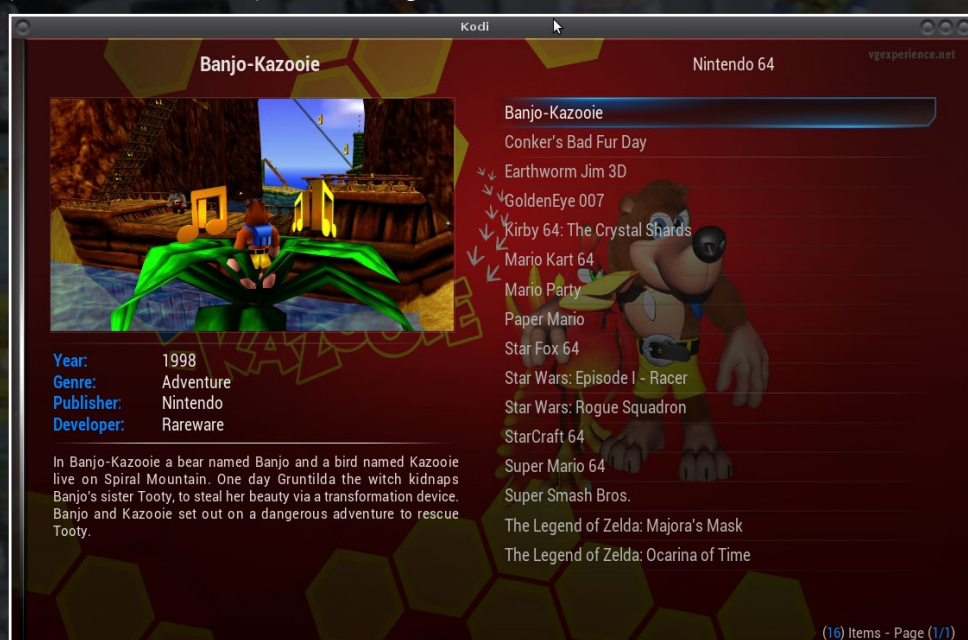 Kodi
vgexperience.net
Banjo-Kazooie
Nintendo 64
Year: 1998
Genre: Adventure
Publisher: Nintendo
Developer: Rareware
In Banjo-Kazooie a bear named Banjo and a bird named Kazooie
live on Spiral Mountain. One day Gruntilda the witch kidnaps
Banjo's sister Tooty, to steal her beauty via a transformation device.
Banjo and Kazooie set out on a dangerous adventure to rescue
Tooty.
Banjo-Kazooie
Conker's Bad Fur Day
Earthworm Jim 3D
GoldenEye 007
Kirby 64: The Crystal Shards
Mario Kart 64
Mario Party
Paper Mario
Star Fox 64
Star Wars: Episode I - Racer
Star Wars: Rogue Squadron
StarCraft 64
Super Mario 64
Super Smash Bros.
The Legend of Zelda: Majora's Mask
The Legend of Zelda: Ocarina of Time
KAZOOIE
(16) Items - Page (1/1)